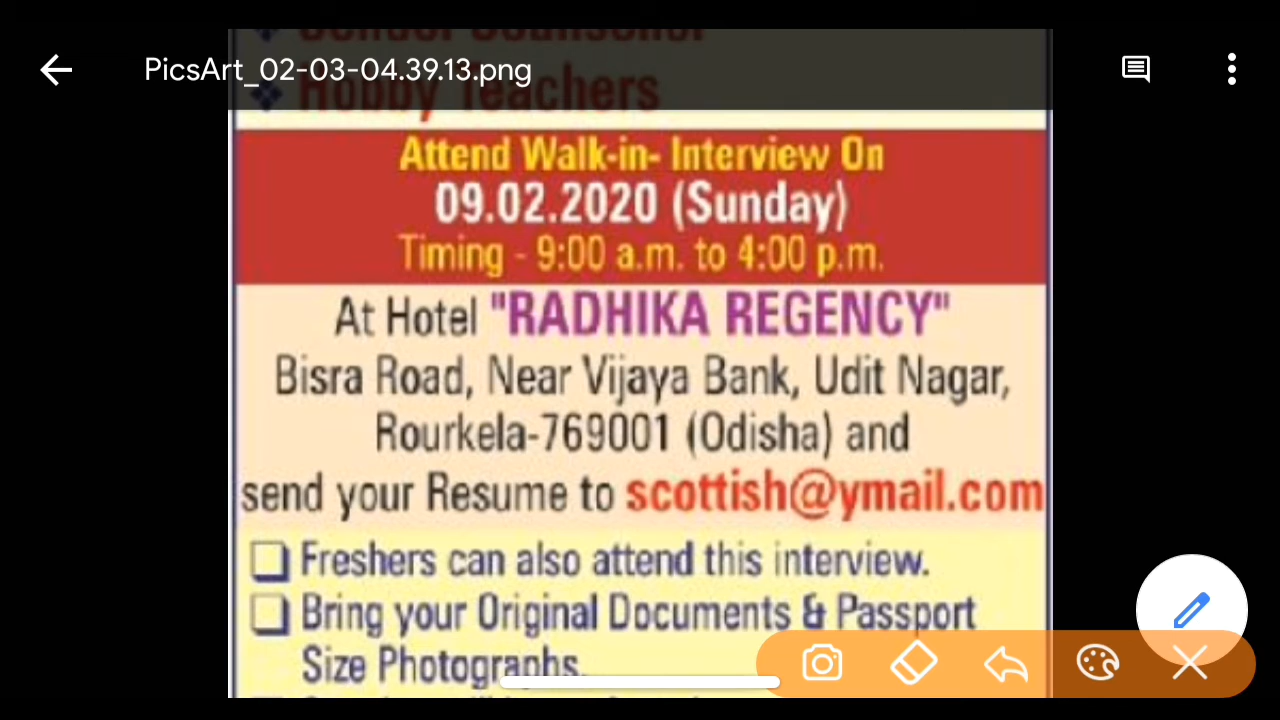 PicsArt_02-03-04.39.13.png
Hobby Teachers
Attend Walk-in- Interview On
09.02.2020 (Sunday)
Timing - 9:00 a.m. to 4:00 p.m.
At Hotel "RADHIKA REGENCY"
Bisra Road, Near Vijaya Bank, Udit Nagar,
Rourkela-769001 (Odisha) and
send your Resume to scottish@ymail.com
Freshers can also attend this interview.
Bring your Original Documents & Passport
Size Photographs.